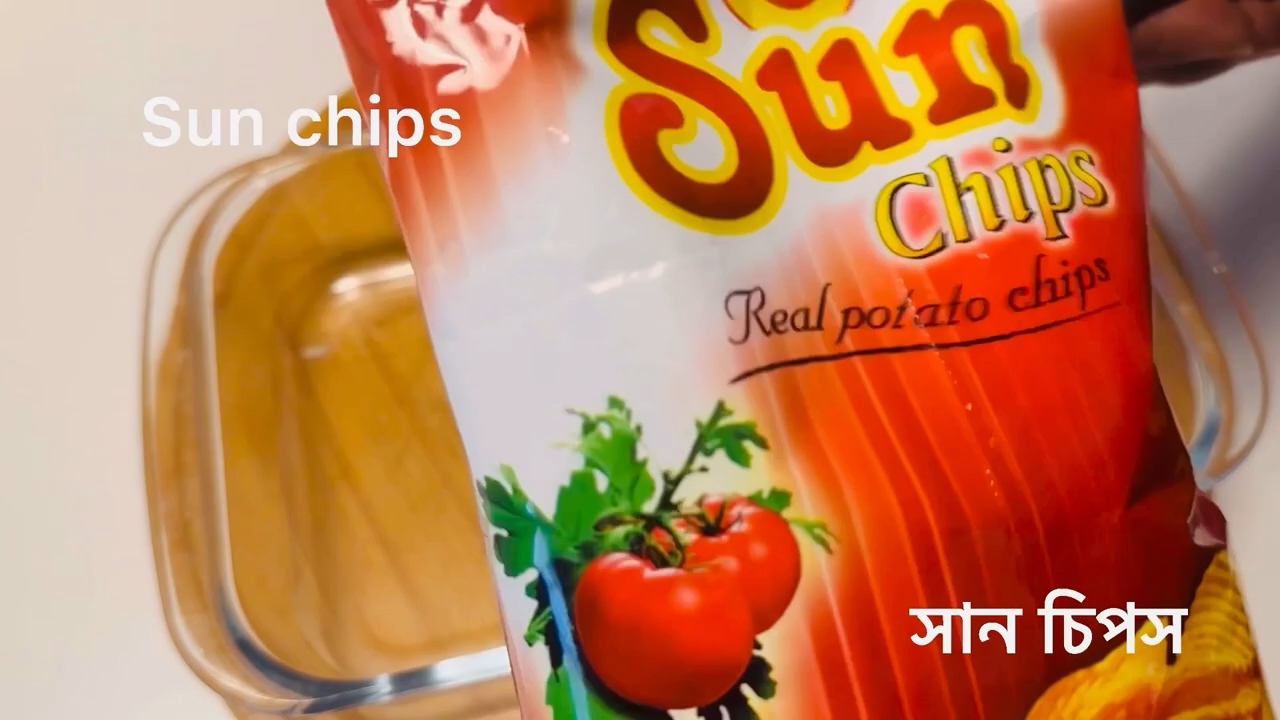 Sun chips
Sun
Chips
Real potato chips
সান চিপস